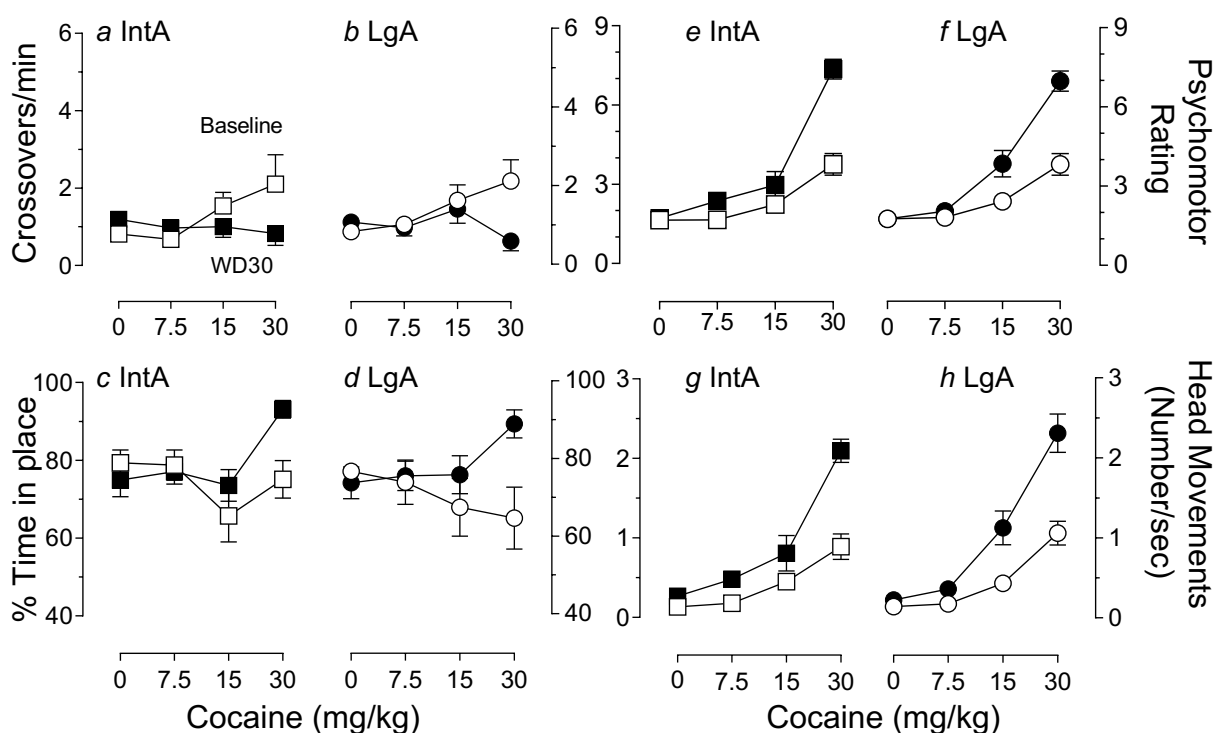 a IntA
b LgA
e IntA
f LgA
Crossovers/min
6
4
2
0
Baseline
WD30
6
4
2
0
9
6
3
0
9
6
3
0
Psychomotor
Rating
0 7.5 15 30
0 7.5 15 30
0 7.5 15 30
0 7.5 15 30
c IntA
d LgA
g IntA
h LgA
% Time in place
100
80
60
40
100
80
60
40
3
2
1
0
3
2
1
0
Head Movements
(Number/sec)
0 7.5 15 30
0 7.5 15 30
0 7.5 15 30
0 7.5 15 30
Cocaine (mg/kg)
Cocaine (mg/kg)